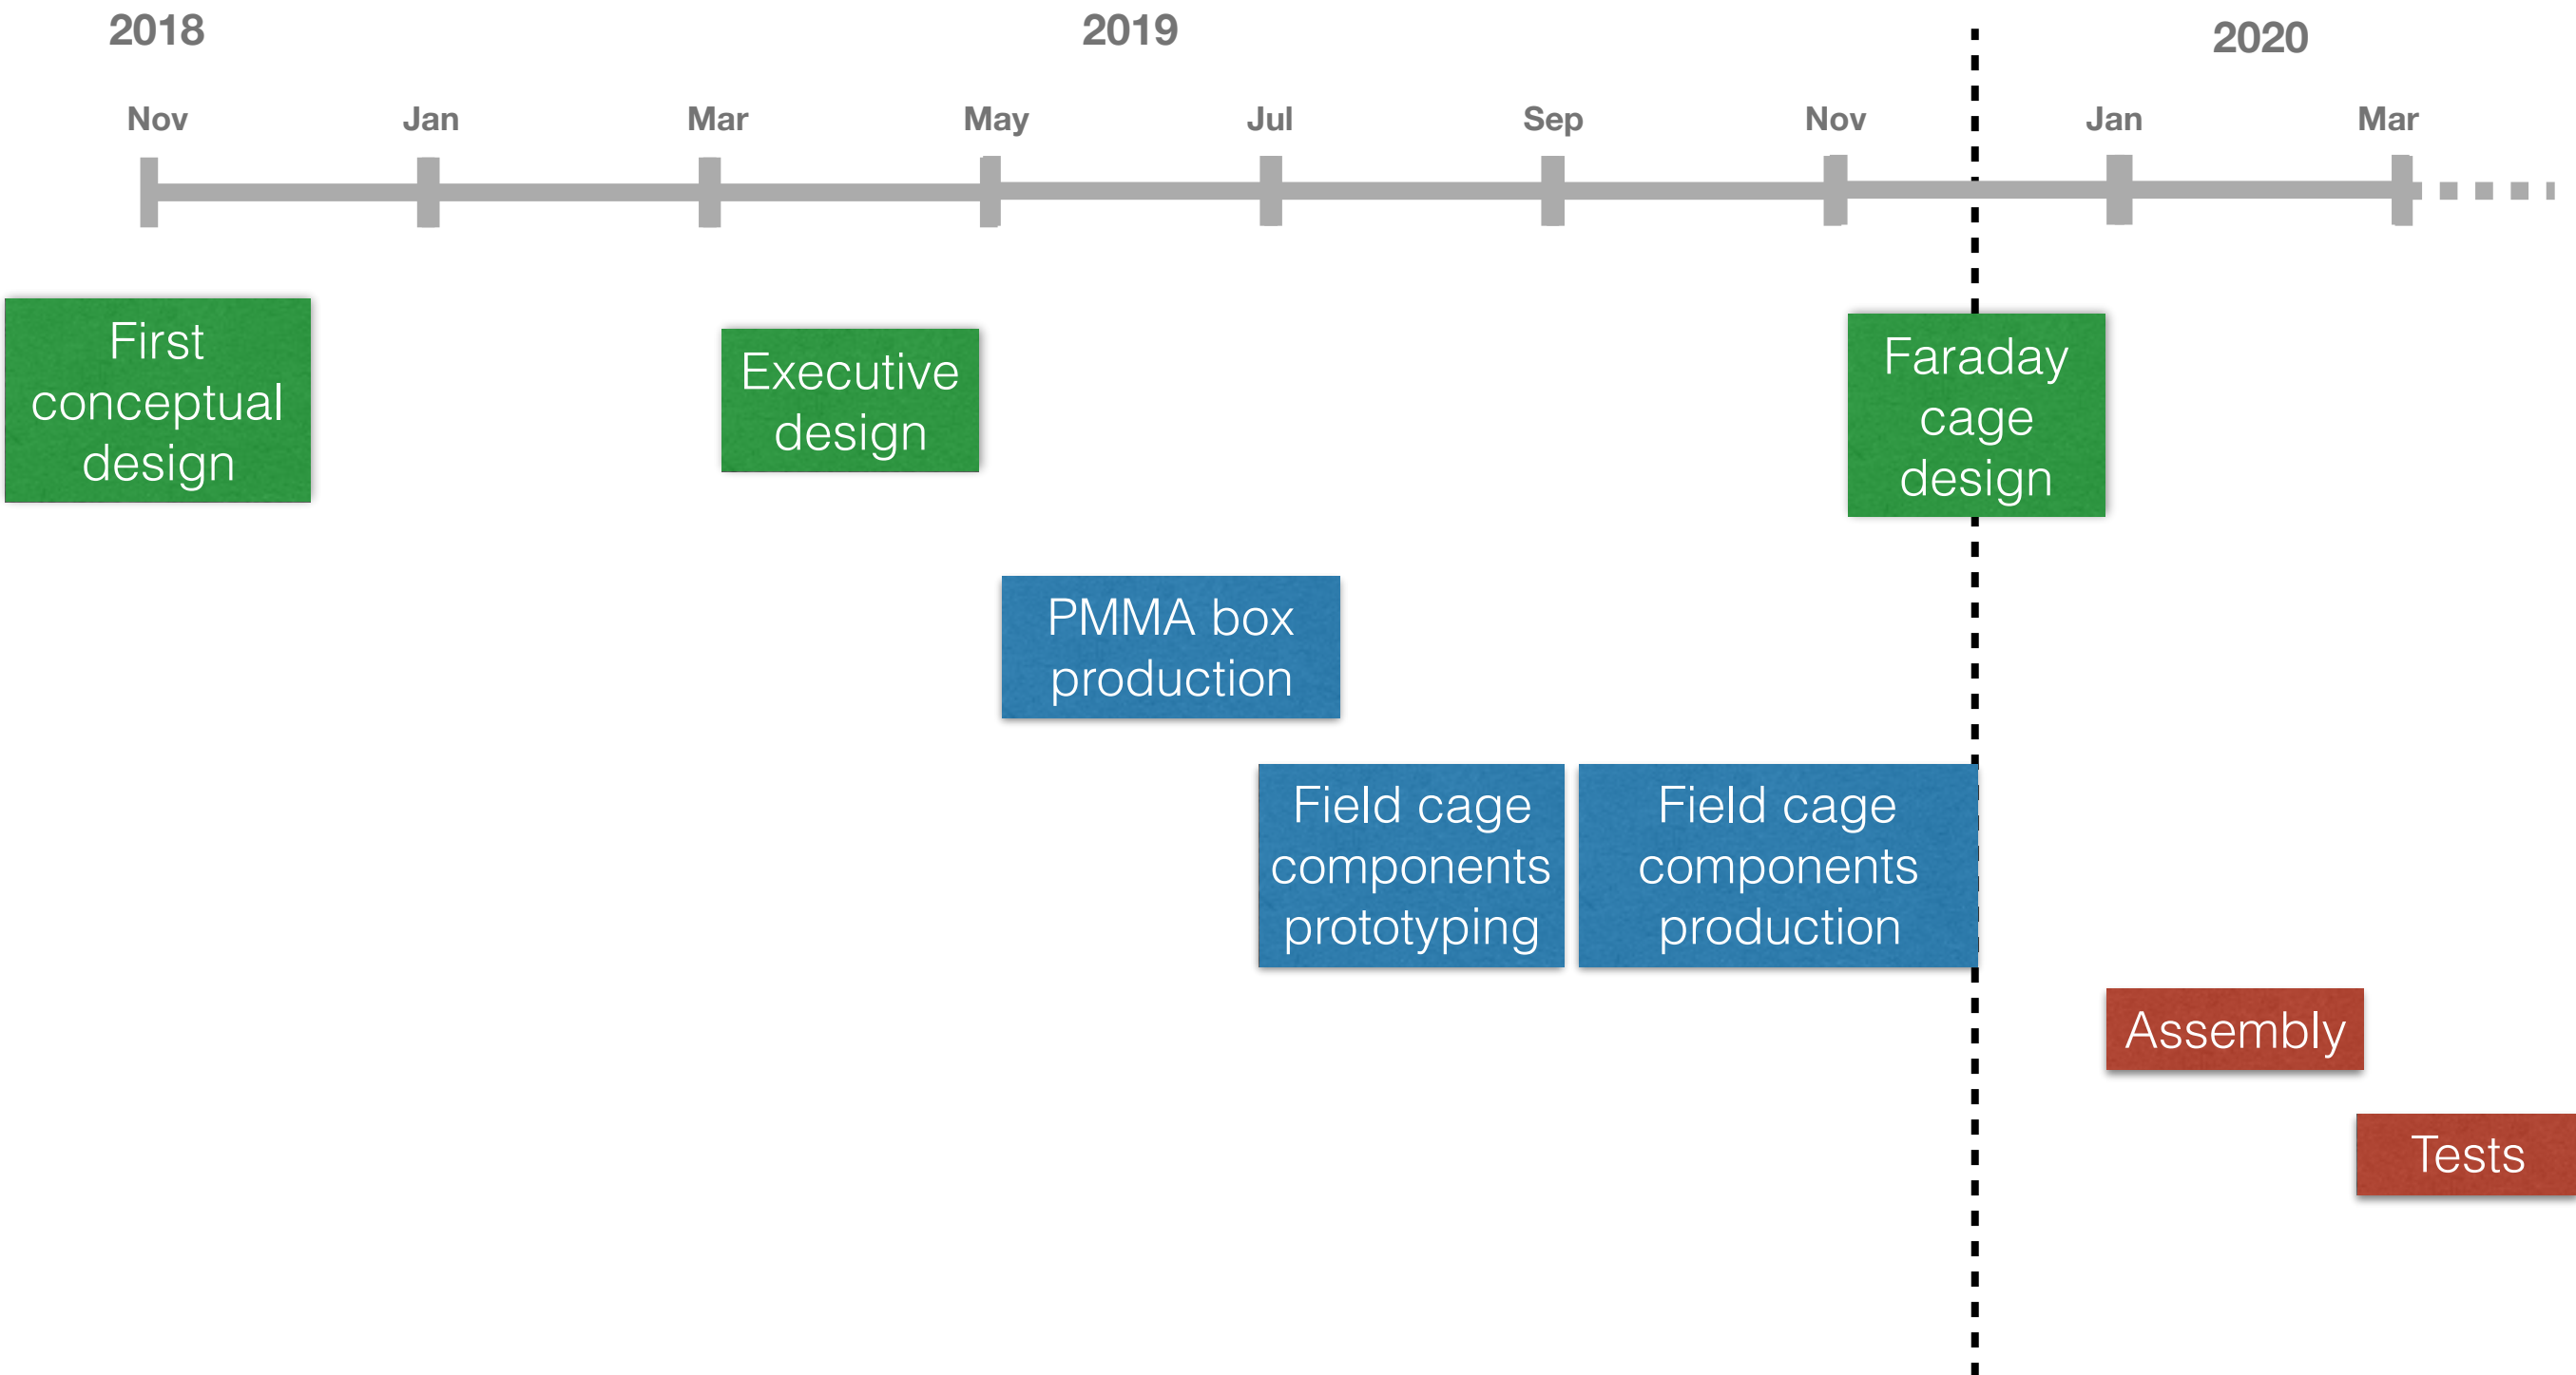 2018
2019
2020
Nov
Jan
Mar
May
Jul
Sep
Nov
Jan
Mar
First
conceptual
design
Executive
design
Faraday
cage
design
PMMA box
production
Field cage
components
prototyping
Field cage
components
production
Assembly
Tests